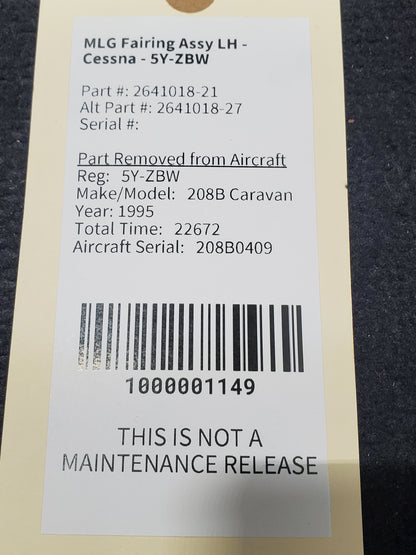 MLG Fairing Assy LH -
Cessna - 5Y-ZBW
Part #: 2641018-21
Alt Part #: 2641018-27
Serial #:
Part Removed from Aircraft
Reg: 5Y-ZBW
Make/Model: 208B Caravan
Year: 1995
Total Time: 22672
Aircraft Serial: 208B0409
1000001149
THIS IS NOT A
MAINTENANCE RELEASE